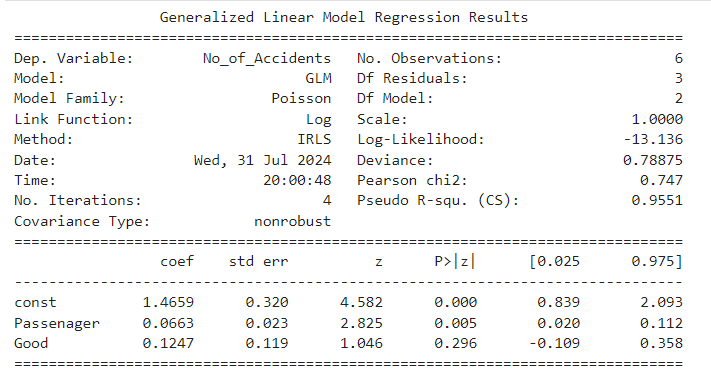 Generalized Linear Model Regression Results
==============================================================================
Dep. Variable: No_of_Accidents No. Observations: 6
Model: GLM Df Residuals: 3
Model Family: Poisson Df Model: 2
Link Function: Log Scale: 1.0000
Method: IRLS Log-Likelihood: -13.136
Date: Wed, 31 Jul 2024 Deviance: 0.78875
Time: 20:00:48 Pearson chi2: 0.747
No. Iterations: 4 Pseudo R-squ. (CS): 0.9551
Covariance Type: nonrobust
==============================================================================
coef std err z P>|z| [0.025 0.975]
------------------------------------------------------------------------------
const 1.4659 0.320 4.582 0.000 0.839 2.093
Passenager 0.0663 0.023 2.825 0.005 0.020 0.112
Good 0.1247 0.119 1.046 0.296 -0.109 0.358
==============================================================================